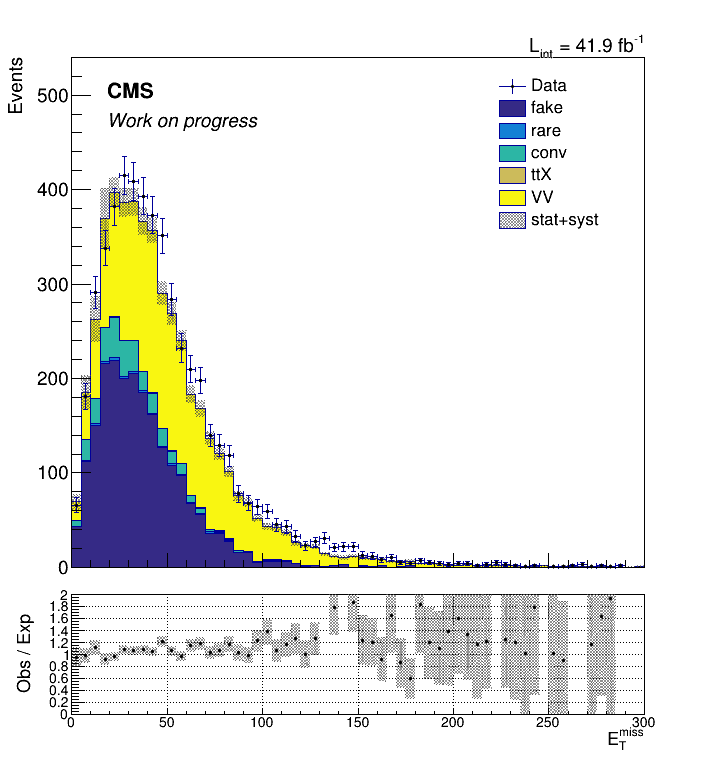 L_int = 41.9 fb^-1
Events
CMS
Work on progress
Data
fake
rare
conv
ttX
VV
stat+syst
500
400
300
200
100
0
Obs / Exp
2
1.8
1.6
1.4
1.2
1
0.8
0.6
0.4
0.2
0
0 50 100 150 200 250 300
E_T^miss